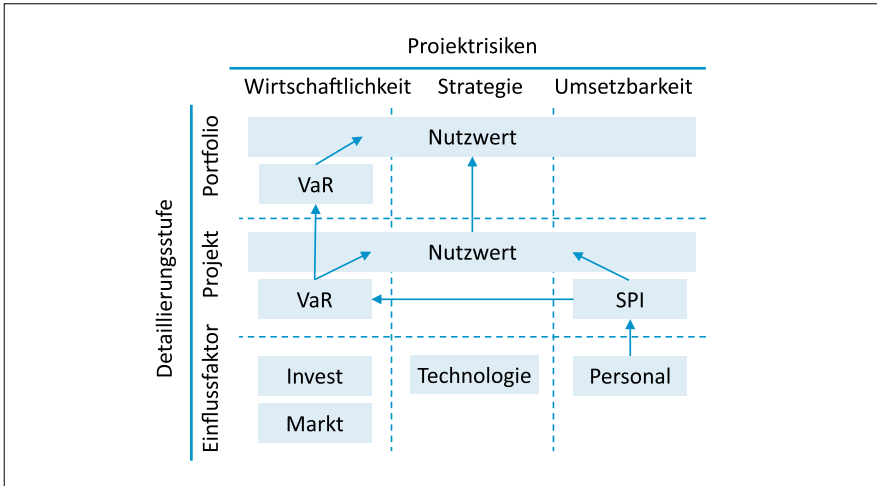 Projektrisiken
Wirtschaftlichkeit Strategie Umsetzbarkeit
Detaillierungsstufe
Portfolio
Nutzwert
VaR
Projekt
Nutzwert
VaR SPI
Einflussfaktor
Invest Technologie Personal
Markt